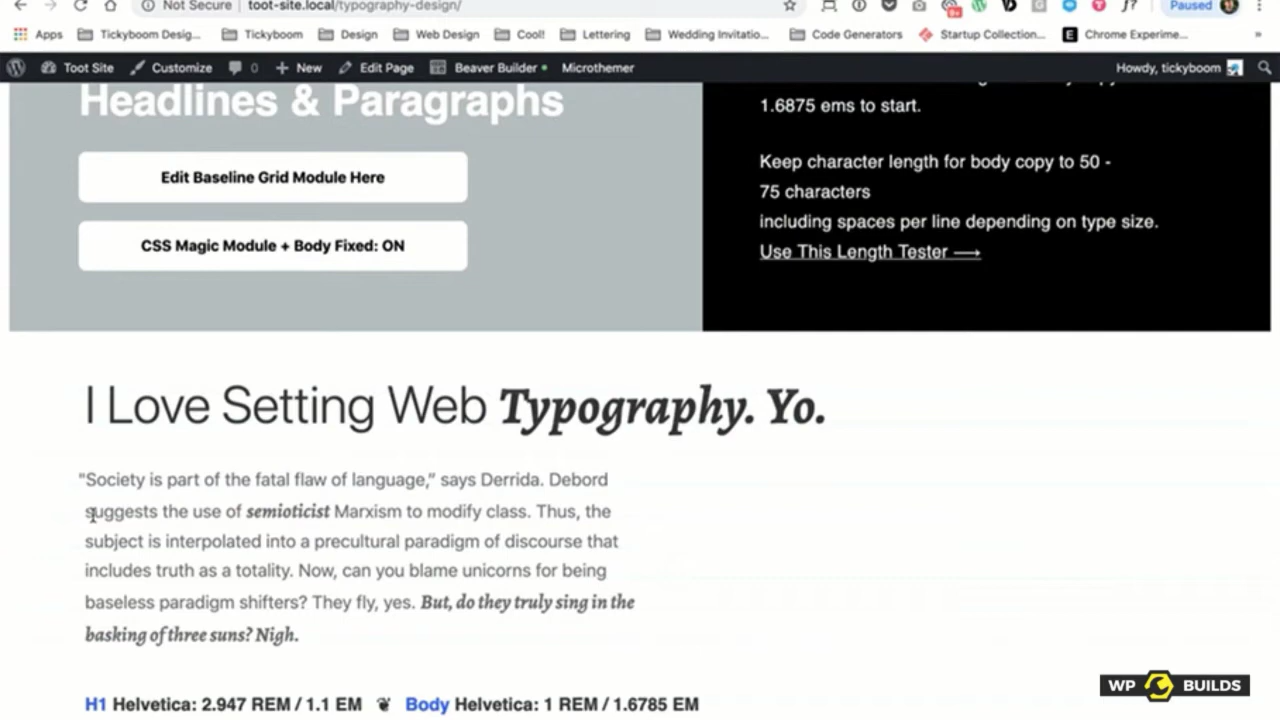 Not Secure | toot-site.local/typography-design/
Paused
Apps Tickyboom Desig... Tickyboom Design Web Design Cool! Lettering Wedding Invitatio... Code Generators Startup Collection... Chrome Experime... »
Toot Site Customize 0 New Edit Page Beaver Builder Microthemer Howdy, tickyboom
Headlines & Paragraphs
Edit Baseline Grid Module Here
CSS Magic Module + Body Fixed: ON
1.6875 ems to start.
Keep character length for body copy to 50 -
75 characters
including spaces per line depending on type size.
Use This Length Tester ⟶
I Love Setting Web Typography. Yo.
"Society is part of the fatal flaw of language,” says Derrida. Debord
suggests the use of semioticist Marxism to modify class. Thus, the
subject is interpolated into a precultural paradigm of discourse that
includes truth as a totality. Now, can you blame unicorns for being
baseless paradigm shifters? They fly, yes. But, do they truly sing in the
basking of three suns? Nigh.
H1 Helvetica: 2.947 REM / 1.1 EM ❦ Body Helvetica: 1 REM / 1.6785 EM
WP BUILDS